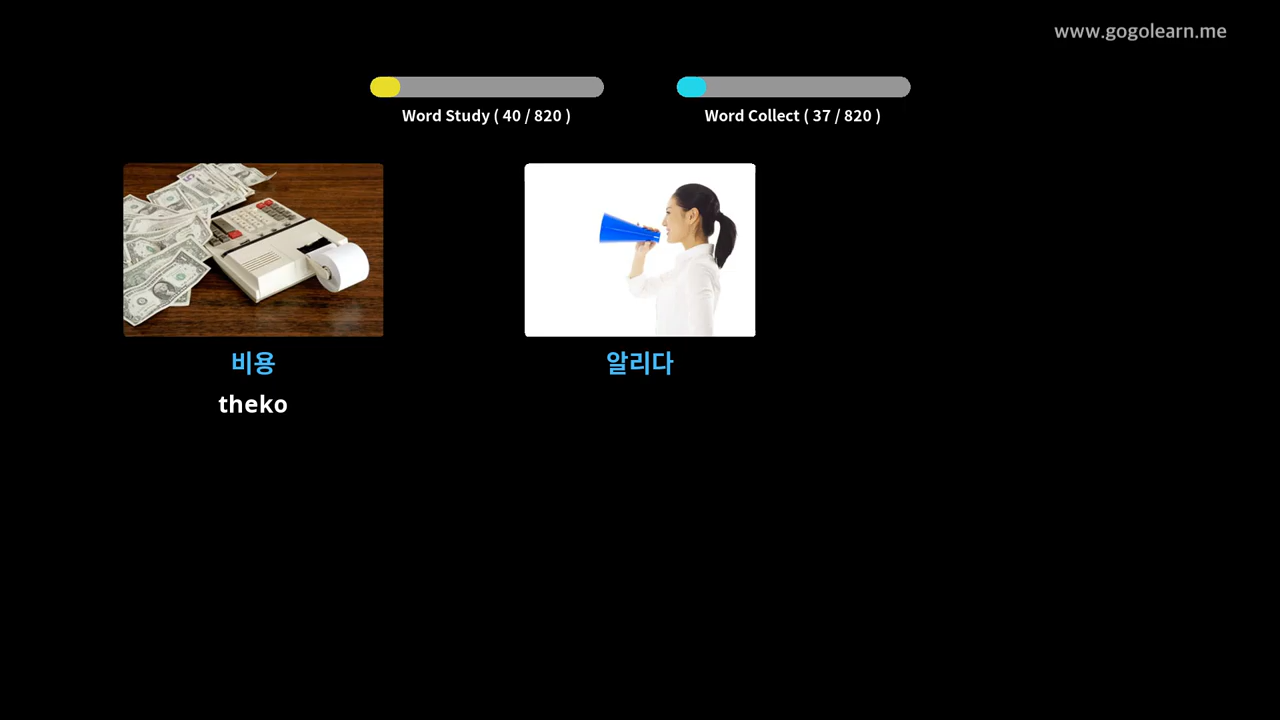 www.gogolearn.me
Word Study ( 40 / 820 )
Word Collect ( 37 / 820 )
비용
theko
알리다